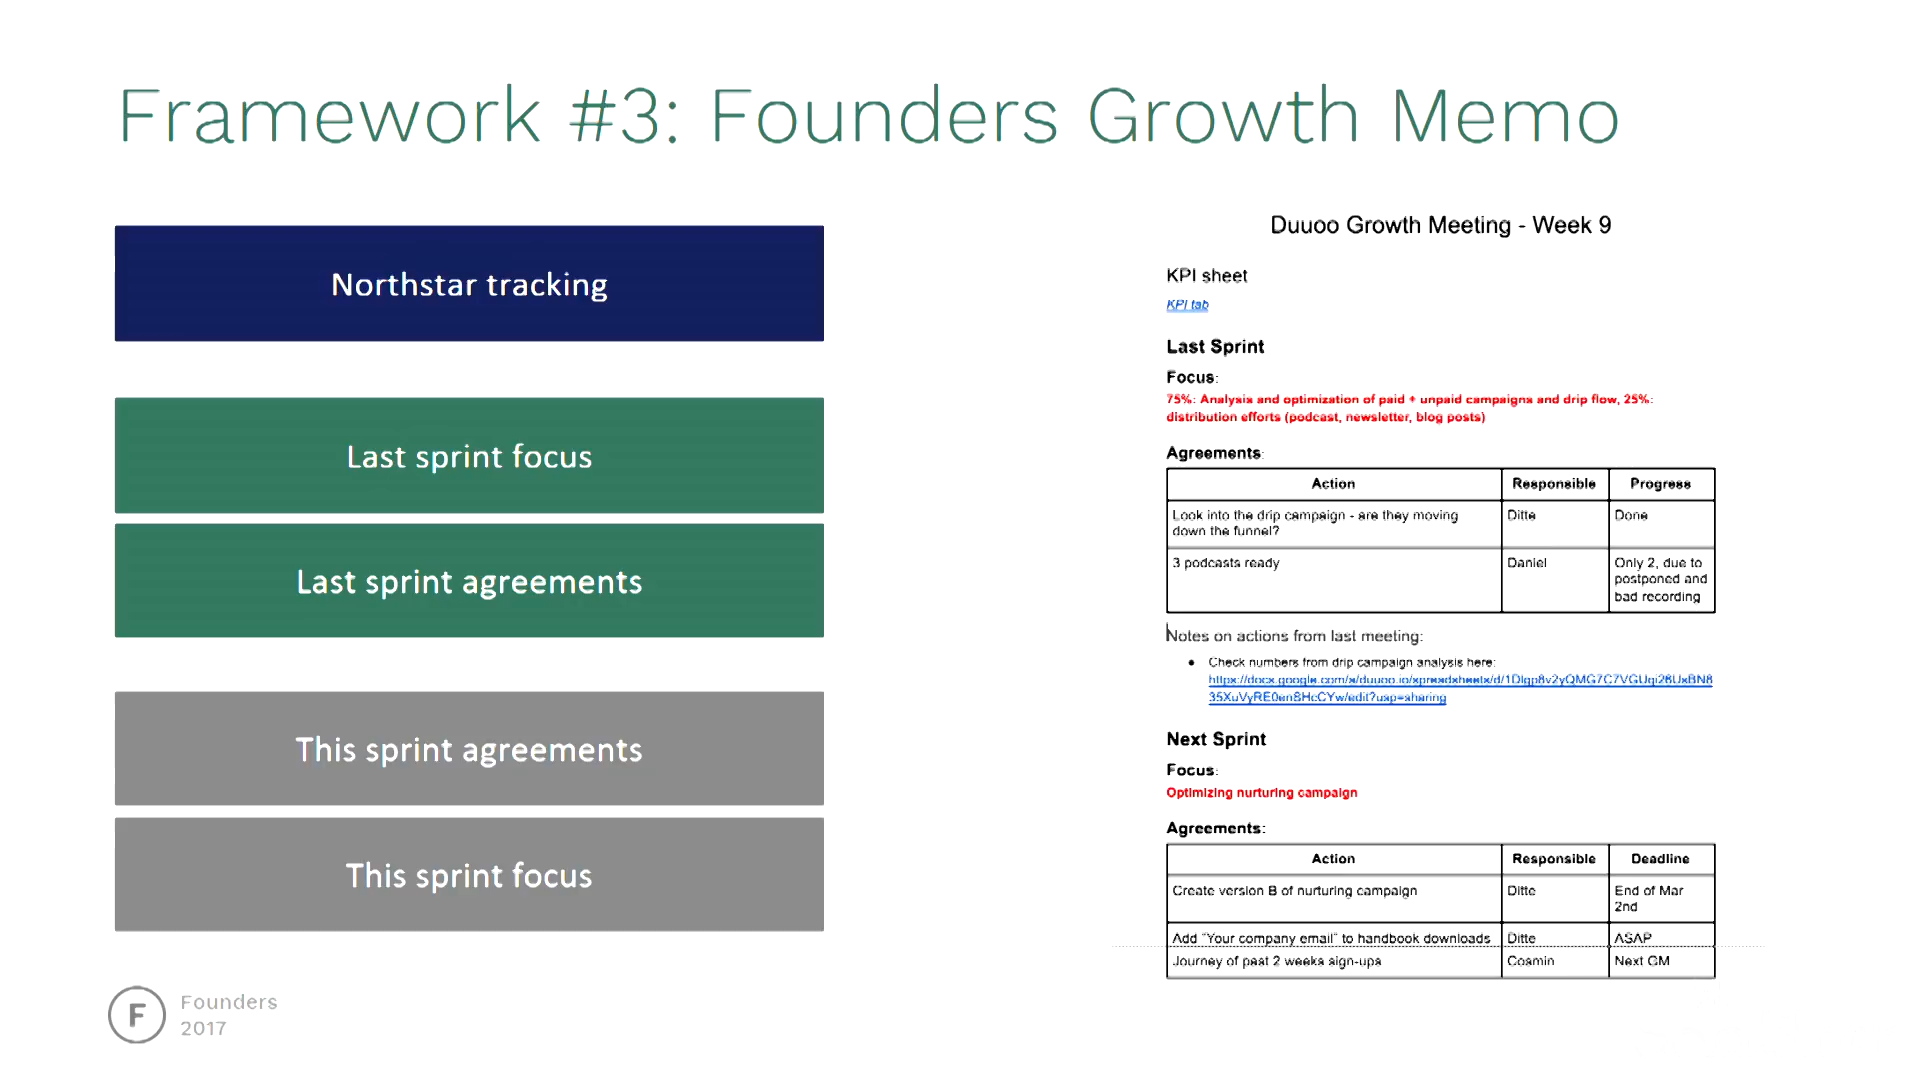 Framework #3: Founders Growth Memo
Northstar tracking
Last sprint focus
Last sprint agreements
This sprint agreements
This sprint focus
F
Founders
2017
Duuoo Growth Meeting - Week 9
KPI sheet
KPI tab
Last Sprint
Focus:
75%: Analysis and optimization of paid + unpaid campaigns and drip flow, 25%:
distribution efforts (podcast, newsletter, blog posts)
Agreements:
Action Responsible Progress
Look into the drip campaign - are they moving
down the funnel?
Ditte
Done
3 podcasts ready
Daniel
Only 2, due to
postponed and
bad recording
Notes on actions from last meeting:
● Check numbers from drip campaign analysis here:
Next Sprint
Focus:
Optimizing nurturing campaign
Agreements:
Action Responsible Deadline
Create version B of nurturing campaign
Ditte
End of Mar
2nd
Add "Your company email" to handbook downloads Ditte ASAP
Journey of past 2 weeks sign-ups Cosmin Next GM